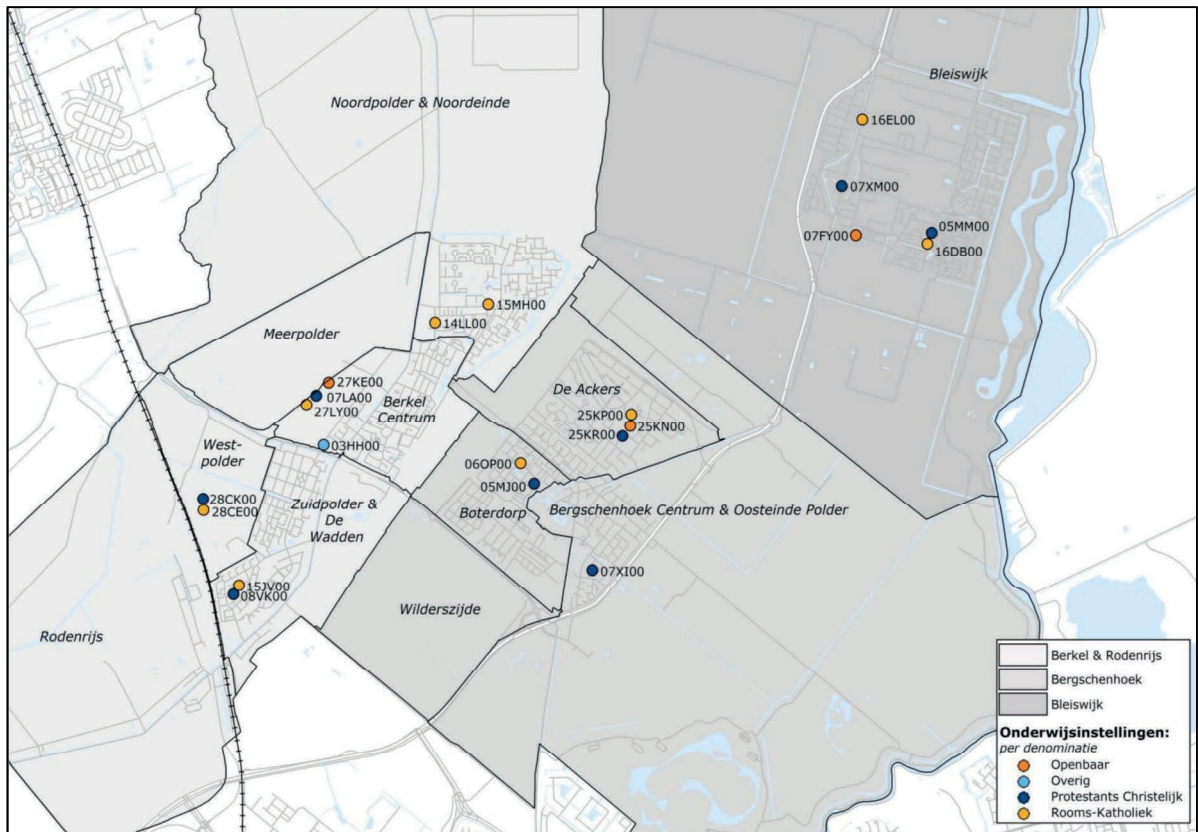 Bleiswijk
Noordpolder & Noordeinde
16EL00
07XM00
05MM00
07FY00
16DB00
15MH00
14LL00
Meerpolder
27KE00
07LA00
27LY00
Berkel
Centrum
De Ackers
25KP00
25KN00
25KR00
03HH00
West-
polder
06OP00
05MJ00
28CK00
28CE00
Zuidpolder &
De
Wadden
Boterdorp
Bergschenhoek Centrum & Oosteinde Polder
07XI00
15JV00
08VK00
Wilderszijde
Rodenrijs
Berkel & Rodenrijs
Bergschenhoek
Bleiswijk
Onderwijsinstellingen:
per denominatie
Openbaar
Overig
Protestants Christelijk
Rooms-Katholiek